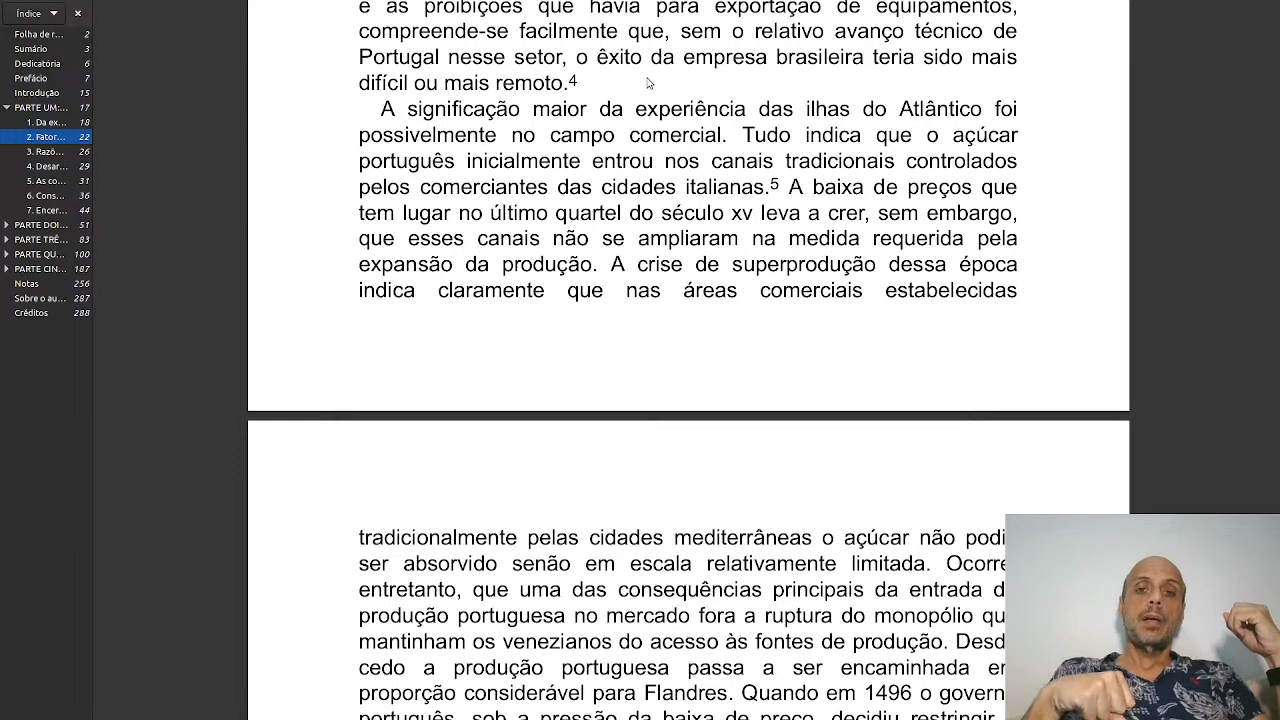 Índice
Folha de r... 2
Sumário 3
Dedicatória 6
Prefácio 7
Introdução 15
PARTE UM:... 17
1. Da ex... 18
2. Fator... 22
3. Razõ... 26
4. Desar... 29
5. As co... 31
6. Cons... 36
7. Encer... 44
PARTE DOI... 51
PARTE TRÊ... 83
PARTE QU... 100
PARTE CIN... 187
Notas 256
Sobre o au... 287
Créditos 288
e as proibições que havia para exportação de equipamentos,
compreende-se facilmente que, sem o relativo avanço técnico de
Portugal nesse setor, o êxito da empresa brasileira teria sido mais
difícil ou mais remoto.4
A significação maior da experiência das ilhas do Atlântico foi
possivelmente no campo comercial. Tudo indica que o açúcar
português inicialmente entrou nos canais tradicionais controlados
pelos comerciantes das cidades italianas.5 A baixa de preços que
tem lugar no último quartel do século xv leva a crer, sem embargo,
que esses canais não se ampliaram na medida requerida pela
expansão da produção. A crise de superprodução dessa época
indica claramente que nas áreas comerciais estabelecidas
tradicionalmente pelas cidades mediterrâneas o açúcar não podi
ser absorvido senão em escala relativamente limitada. Ocorre
entretanto, que uma das consequências principais da entrada d
produção portuguesa no mercado fora a ruptura do monopólio qu
mantinham os venezianos do acesso às fontes de produção. Desd
cedo a produção portuguesa passa a ser encaminhada e
proporção considerável para Flandres. Quando em 1496 o govern
português, sob a pressão da baixa de preço, decidiu restringir